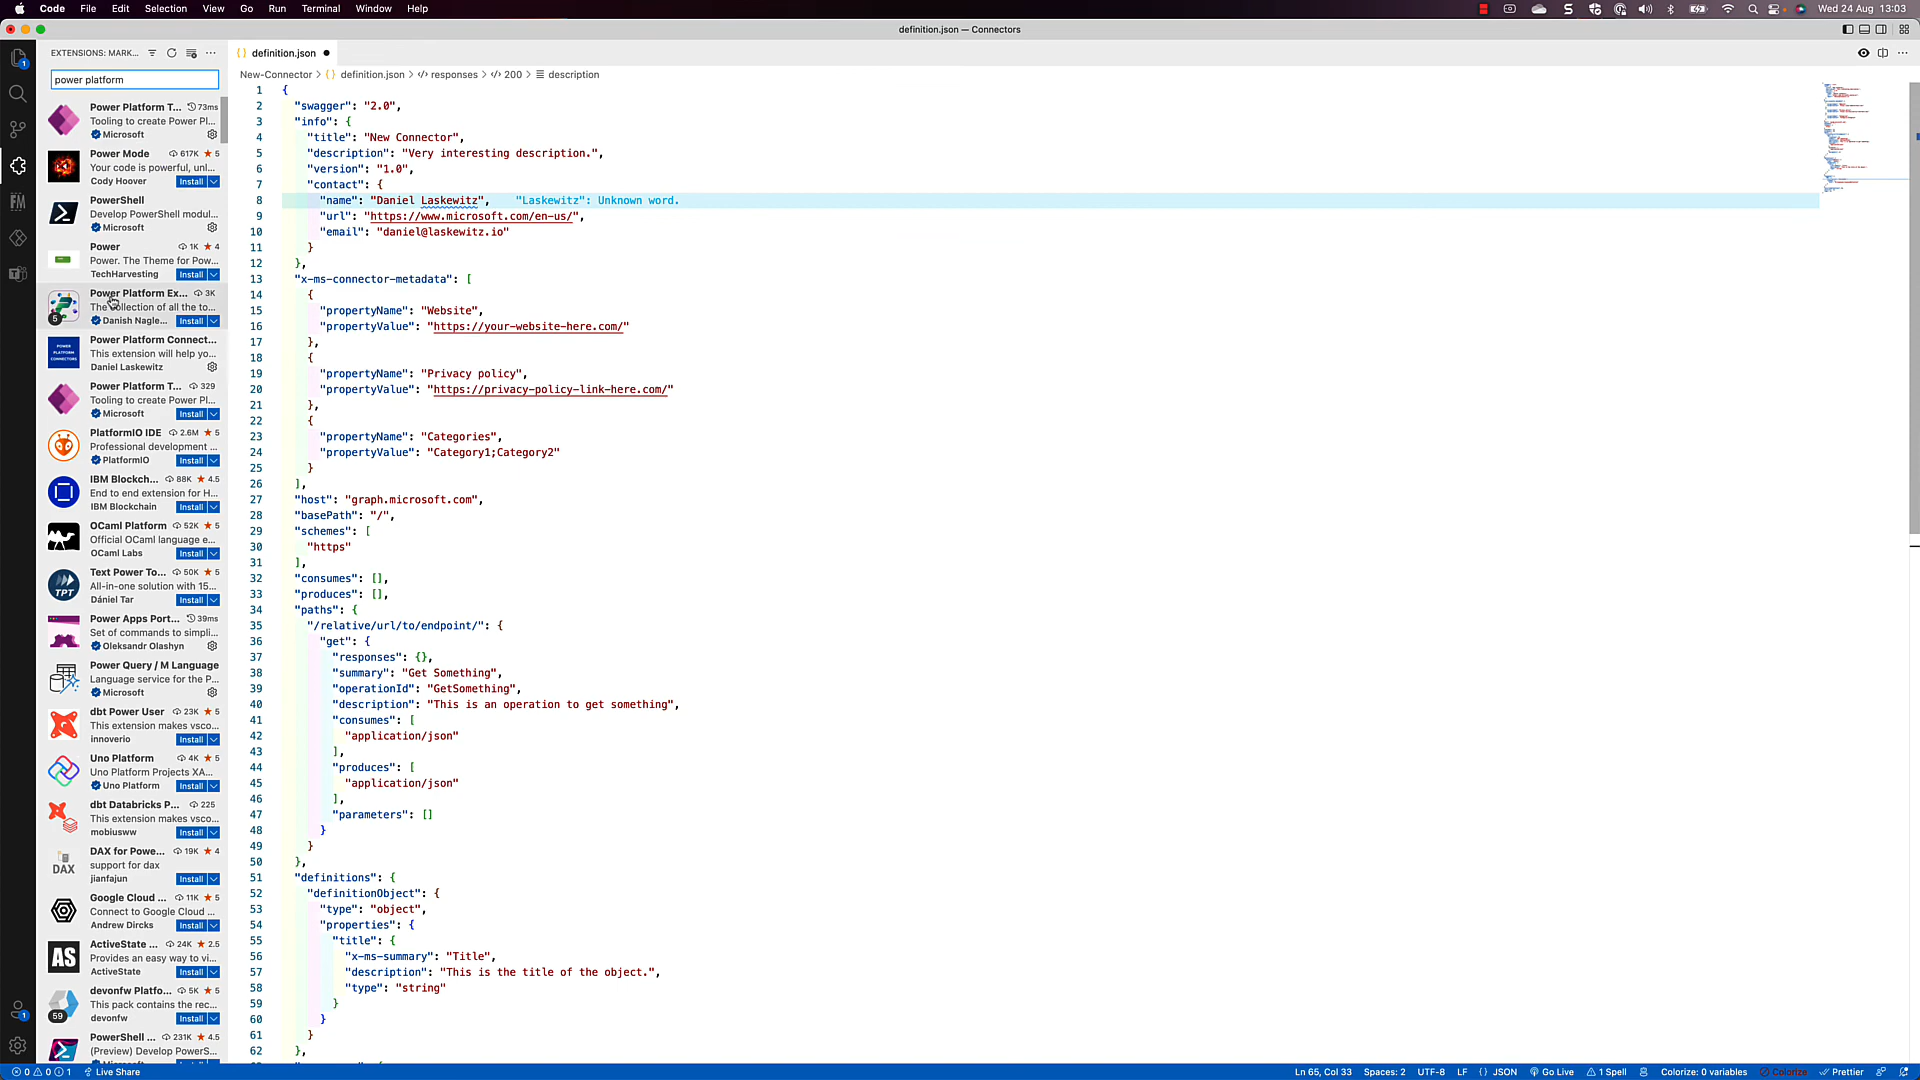 Code File Edit Selection View Go Run Terminal Window Help
Wed 24 Aug 13:03
definition.json — Connectors
EXTENSIONS: MARK...
power platform
Power Platform T... 73ms
Tooling to create Power Pl...
Microsoft
Power Mode 617K ★ 5
Your code is powerful, unl...
Cody Hoover Install
PowerShell
Develop PowerShell modul...
Microsoft
Power 1K ★ 4
Power. The Theme for Pow...
TechHarvesting Install
Power Platform Ex... 3K
The collection of all the to...
5 Danish Nagle... Install
Power Platform Connect...
This extension will help yo...
Daniel Laskewitz
POWER PLATFORM CONNECTORS
Power Platform T... 329
Tooling to create Power Pl...
Microsoft Install
PlatformIO IDE 2.6M ★ 5
Professional development ...
PlatformIO Install
IBM Blockch... 88K ★ 4.5
End to end extension for H...
IBM Blockchain Install
OCaml Platform 52K ★ 5
Official OCaml language e...
OCaml Labs Install
Text Power To... 50K ★ 5
All-in-one solution with 15...
TPT
Dániel Tar Install
Power Apps Port... 39ms
Set of commands to simpli...
Oleksandr Olashyn
Power Query / M Language
Language service for the P...
Microsoft
dbt Power User 23K ★ 5
This extension makes vsco...
innoverio Install
Uno Platform 4K ★ 5
Uno Platform Projects XA...
Uno Platform Install
dbt Databricks P... 225
This extension makes vsco...
mobiusww Install
DAX for Powe... 19K ★ 4
support for dax
DAX
jianfajun Install
Google Cloud ... 11K ★ 5
Connect to Google Cloud ...
Andrew Dircks Install
ActiveState ... 24K ★ 2.5
Provides an easy way to vi...
AS
ActiveState Install
devonfw Platfo... 5K ★ 5
This pack contains the rec...
59 devonfw Install
PowerShell ... 231K ★ 4.5
(Preview) Develop PowerS...
definition.json
New-Connector > definition.json > responses > 200 > description
1 {
2 "swagger": "2.0",
3 "info": {
4 "title": "New Connector",
5 "description": "Very interesting description.",
6 "version": "1.0",
7 "contact": {
8 "name": "Daniel Laskewitz", "Laskewitz": Unknown word.
9 "url": "https://www.microsoft.com/en-us/",
10 "email": "daniel@laskewitz.io"
11 }
12 },
13 "x-ms-connector-metadata": [
14 {
15 "propertyName": "Website",
16 "propertyValue": "https://your-website-here.com/"
17 },
18 {
19 "propertyName": "Privacy policy",
20 "propertyValue": "https://privacy-policy-link-here.com/"
21 },
22 {
23 "propertyName": "Categories",
24 "propertyValue": "Category1;Category2"
25 }
26 ],
27 "host": "graph.microsoft.com",
28 "basePath": "/",
29 "schemes": [
30 "https"
31 ],
32 "consumes": [],
33 "produces": [],
34 "paths": {
35 "/relative/url/to/endpoint/": {
36 "get": {
37 "responses": {},
38 "summary": "Get Something",
39 "operationId": "GetSomething",
40 "description": "This is an operation to get something",
41 "consumes": [
42 "application/json"
43 ],
44 "produces": [
45 "application/json"
46 ],
47 "parameters": []
48 }
49 }
50 },
51 "definitions": {
52 "definitionObject": {
53 "type": "object",
54 "properties": {
55 "title": {
56 "x-ms-summary": "Title",
57 "description": "This is the title of the object.",
58 "type": "string"
59 }
60 }
61 }
62 },
0 0 1 Live Share
Ln 65, Col 33 Spaces: 2 UTF-8 LF {} JSON Go Live 1 Spell Colorize: 0 variables Colorize Prettier